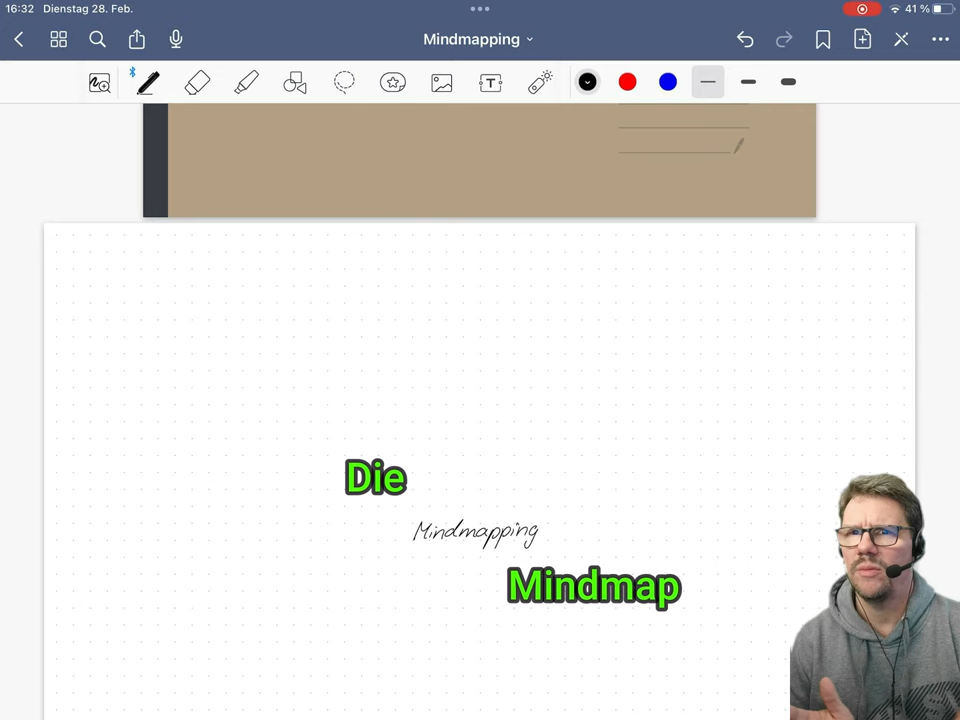 16:32 Dienstag 28. Feb.
41 %
Mindmapping
T
Die
Mindmapping
Mindmap